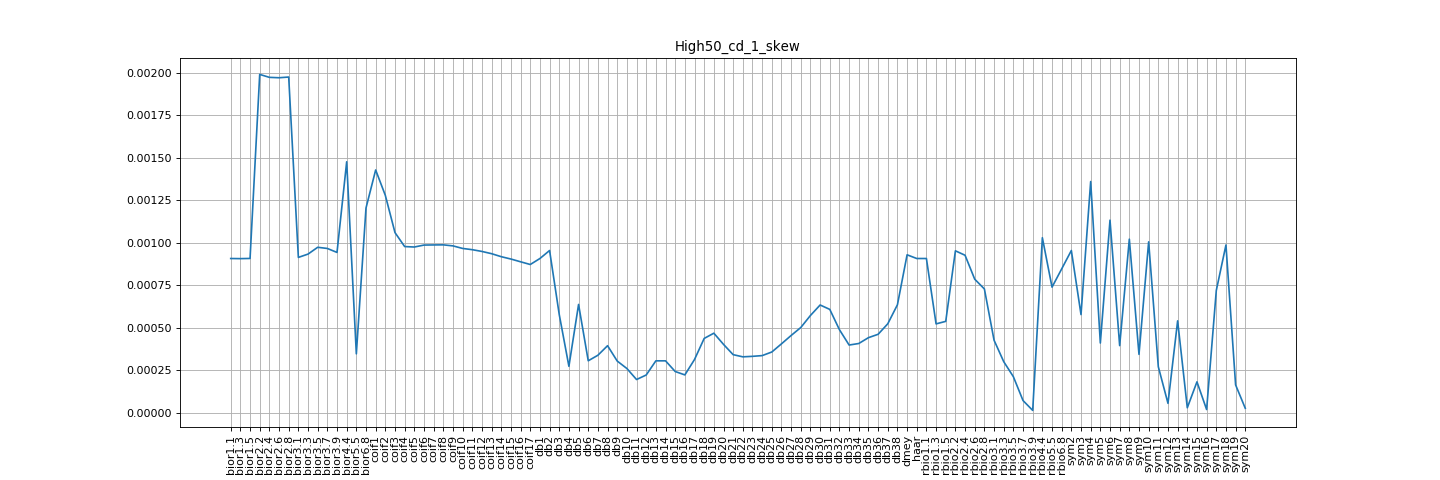 High50_cd_1_skew
0.00200
0.00175
0.00150
0.00125
0.00100
0.00075
0.00050
0.00025
0.00000
bior1.1
bior1.3
bior1.5
bior2.2
bior2.4
bior2.6
bior2.8
bior3.1
bior3.3
bior3.5
bior3.7
bior3.9
bior4.4
bior5.5
bior6.8
coif1
coif2
coif3
coif4
coif5
coif6
coif7
coif8
coif9
coif10
coif11
coif12
coif13
coif14
coif15
coif16
coif17
db1
db2
db3
db4
db5
db6
db7
db8
db9
db10
db11
db12
db13
db14
db15
db16
db17
db18
db19
db20
db21
db22
db23
db24
db25
db26
db27
db28
db29
db30
db31
db32
db33
db34
db35
db36
db37
db38
dmey
haar
rbio1.1
rbio1.3
rbio1.5
rbio2.2
rbio2.4
rbio2.6
rbio2.8
rbio3.1
rbio3.3
rbio3.5
rbio3.7
rbio3.9
rbio4.4
rbio5.5
rbio6.8
sym2
sym3
sym4
sym5
sym6
sym7
sym8
sym9
sym10
sym11
sym12
sym13
sym14
sym15
sym16
sym17
sym18
sym19
sym20